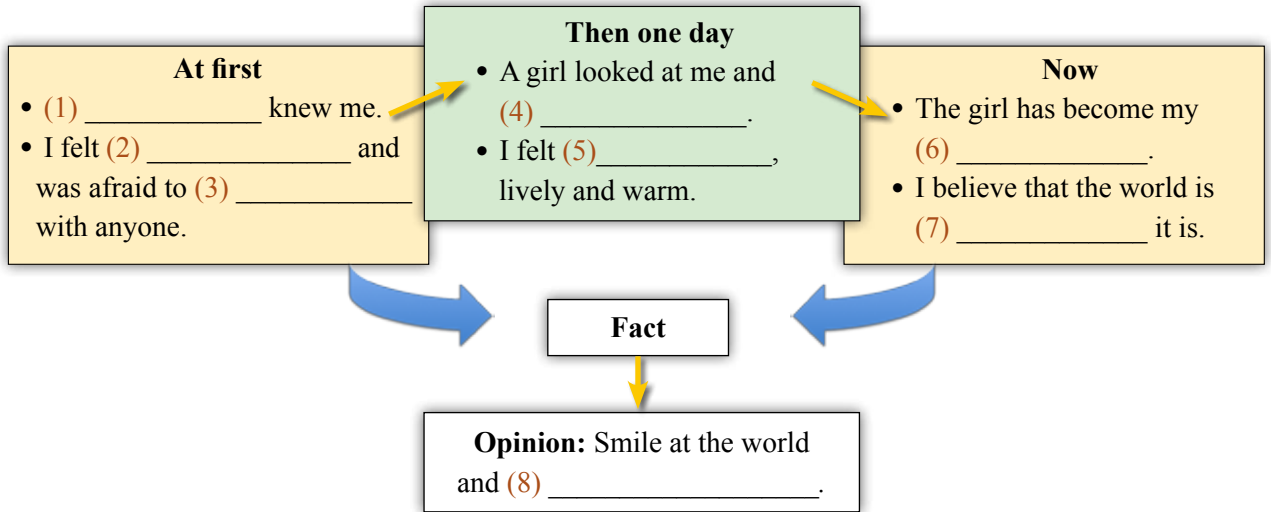 At first
• (1) ____________ knew me.
• I felt (2) ______________ and
was afraid to (3) ____________
with anyone.
Then one day
• A girl looked at me and
(4) ______________.
• I felt (5)____________,
lively and warm.
Now
• The girl has become my
(6) _____________.
• I believe that the world is
(7) _____________ it is.
Fact
Opinion: Smile at the world
and (8) ___________________.